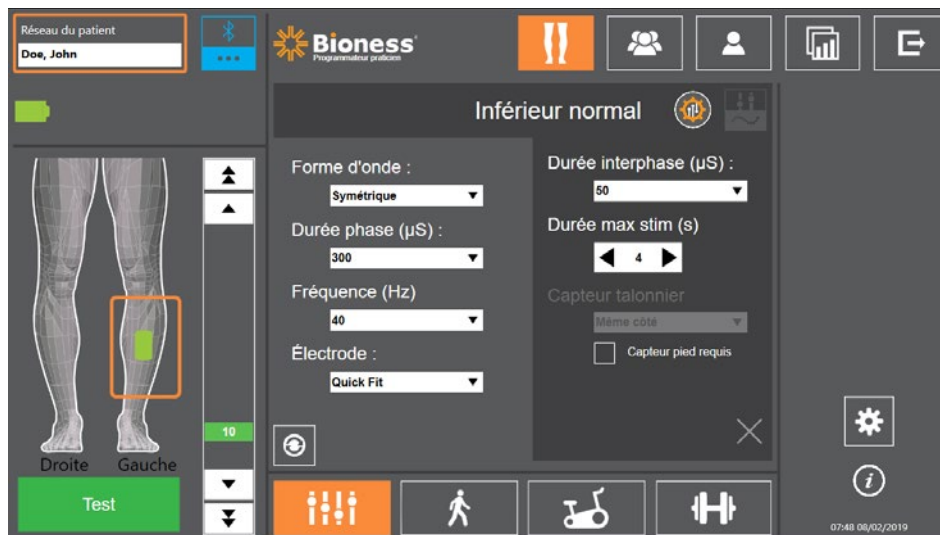 Réseau du patient
Doe, John
Bioness
Programmateur praticien
Inférieur normal
Forme d'onde :
Symétrique
Durée phase (µS) :
300
Fréquence (Hz)
40
Électrode :
Quick Fit
Durée interphase (µS) :
50
Durée max stim (s)
4
Capteur talonnier
Même côté
Capteur pied requis
10
Droite
Gauche
Test
07:48 08/02/2019